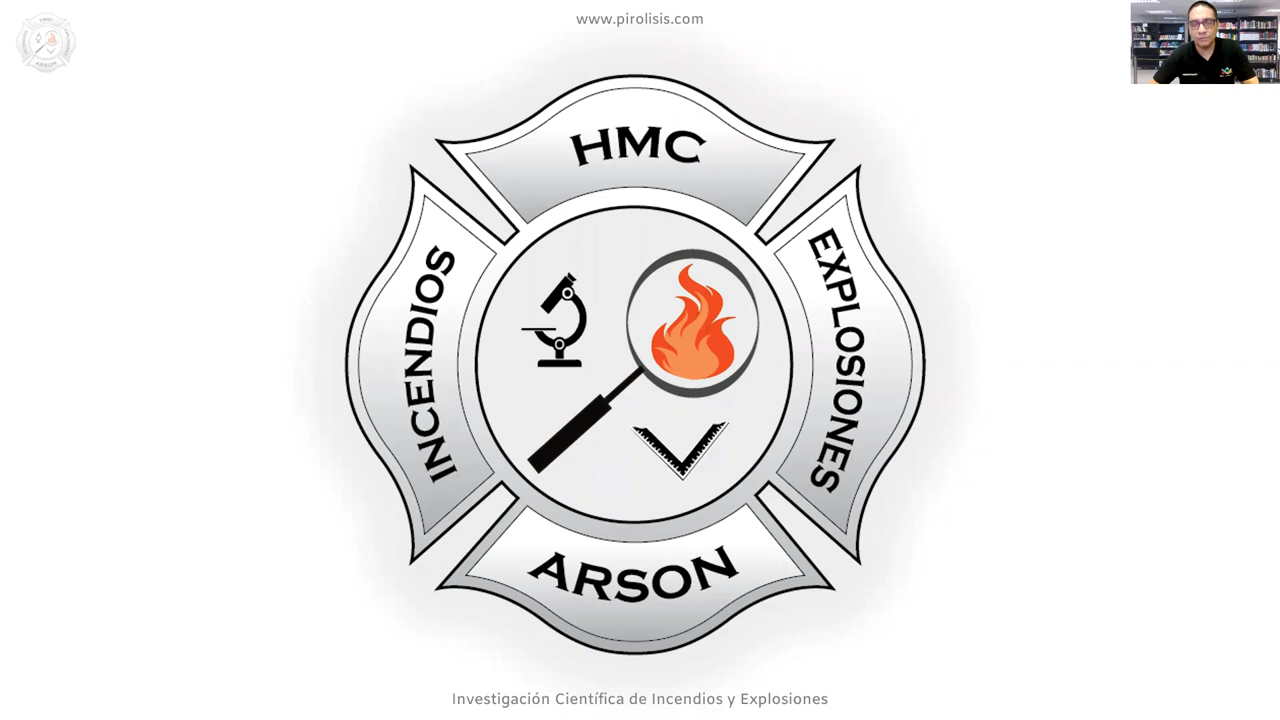 www.pirolisis.com
HMC
INCENDIOS
EXPLOSIONES
ARSON
Investigación Científica de Incendios y Explosiones